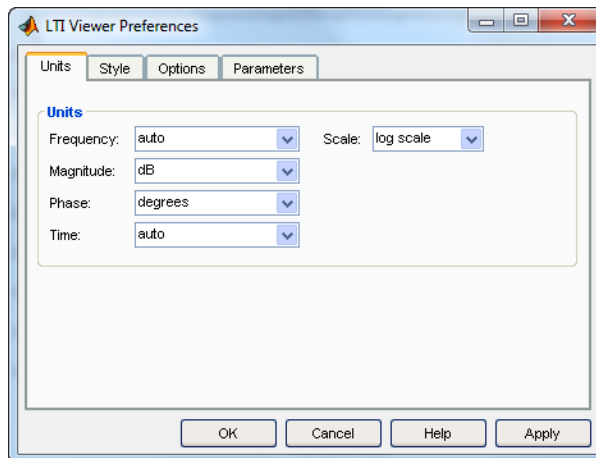 LTI Viewer Preferences
Units Style Options Parameters
Units
Frequency: auto Scale: log scale
Magnitude: dB
Phase: degrees
Time: auto
OK Cancel Help Apply